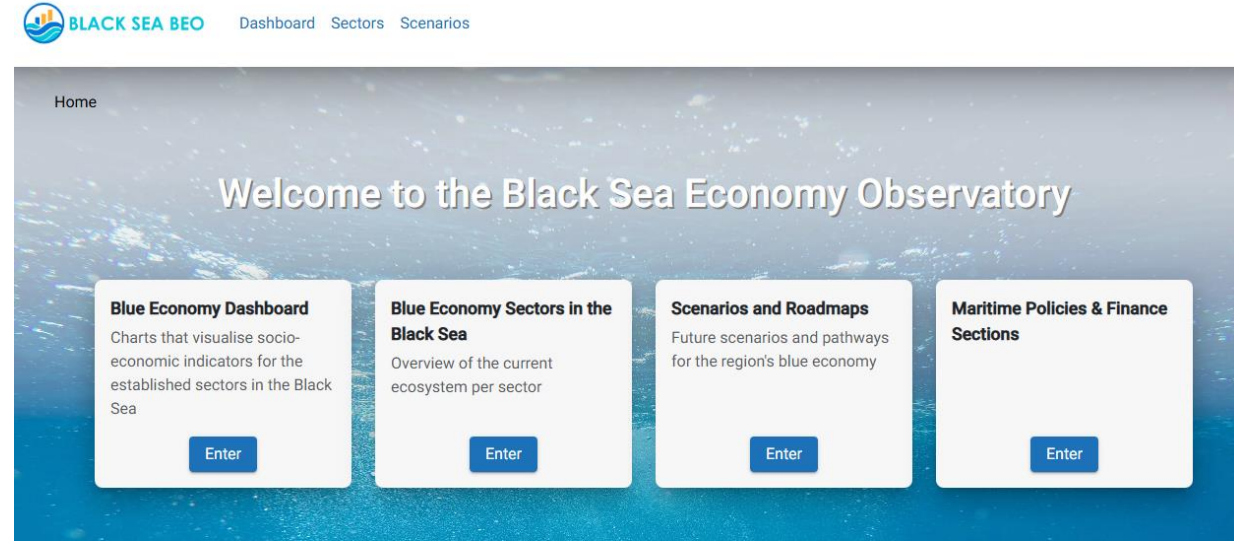 BLACK SEA BEO
Dashboard Sectors Scenarios
Home
Welcome to the Black Sea Economy Observatory
Blue Economy Dashboard
Charts that visualise socio-
economic indicators for the
established sectors in the Black
Sea
Enter
Blue Economy Sectors in the
Black Sea
Overview of the current
ecosystem per sector
Enter
Scenarios and Roadmaps
Future scenarios and pathways
for the region's blue economy
Enter
Maritime Policies & Finance
Sections
Enter